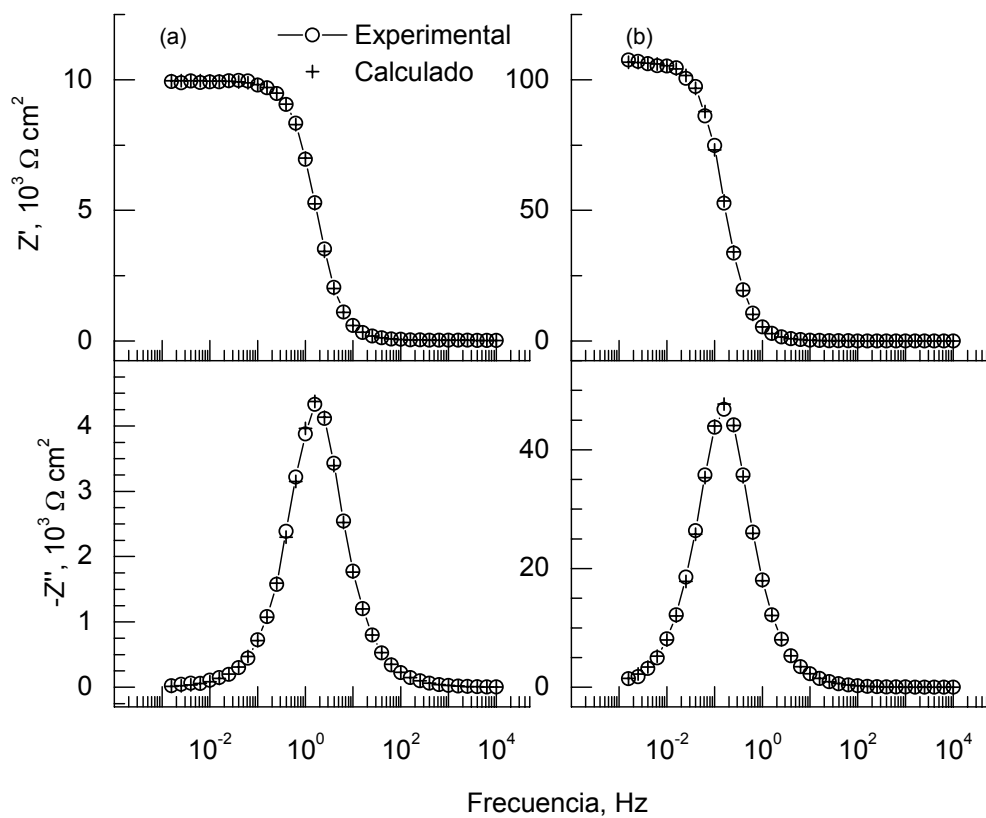 (a)
Experimental
Calculado
(b)
10
5
0
Z', 10³ Ω cm²
100
50
0
4
3
2
1
0
-Z'', 10³ Ω cm²
40
20
0
10⁻² 10⁰ 10² 10⁴
10⁻² 10⁰ 10² 10⁴
Frecuencia, Hz